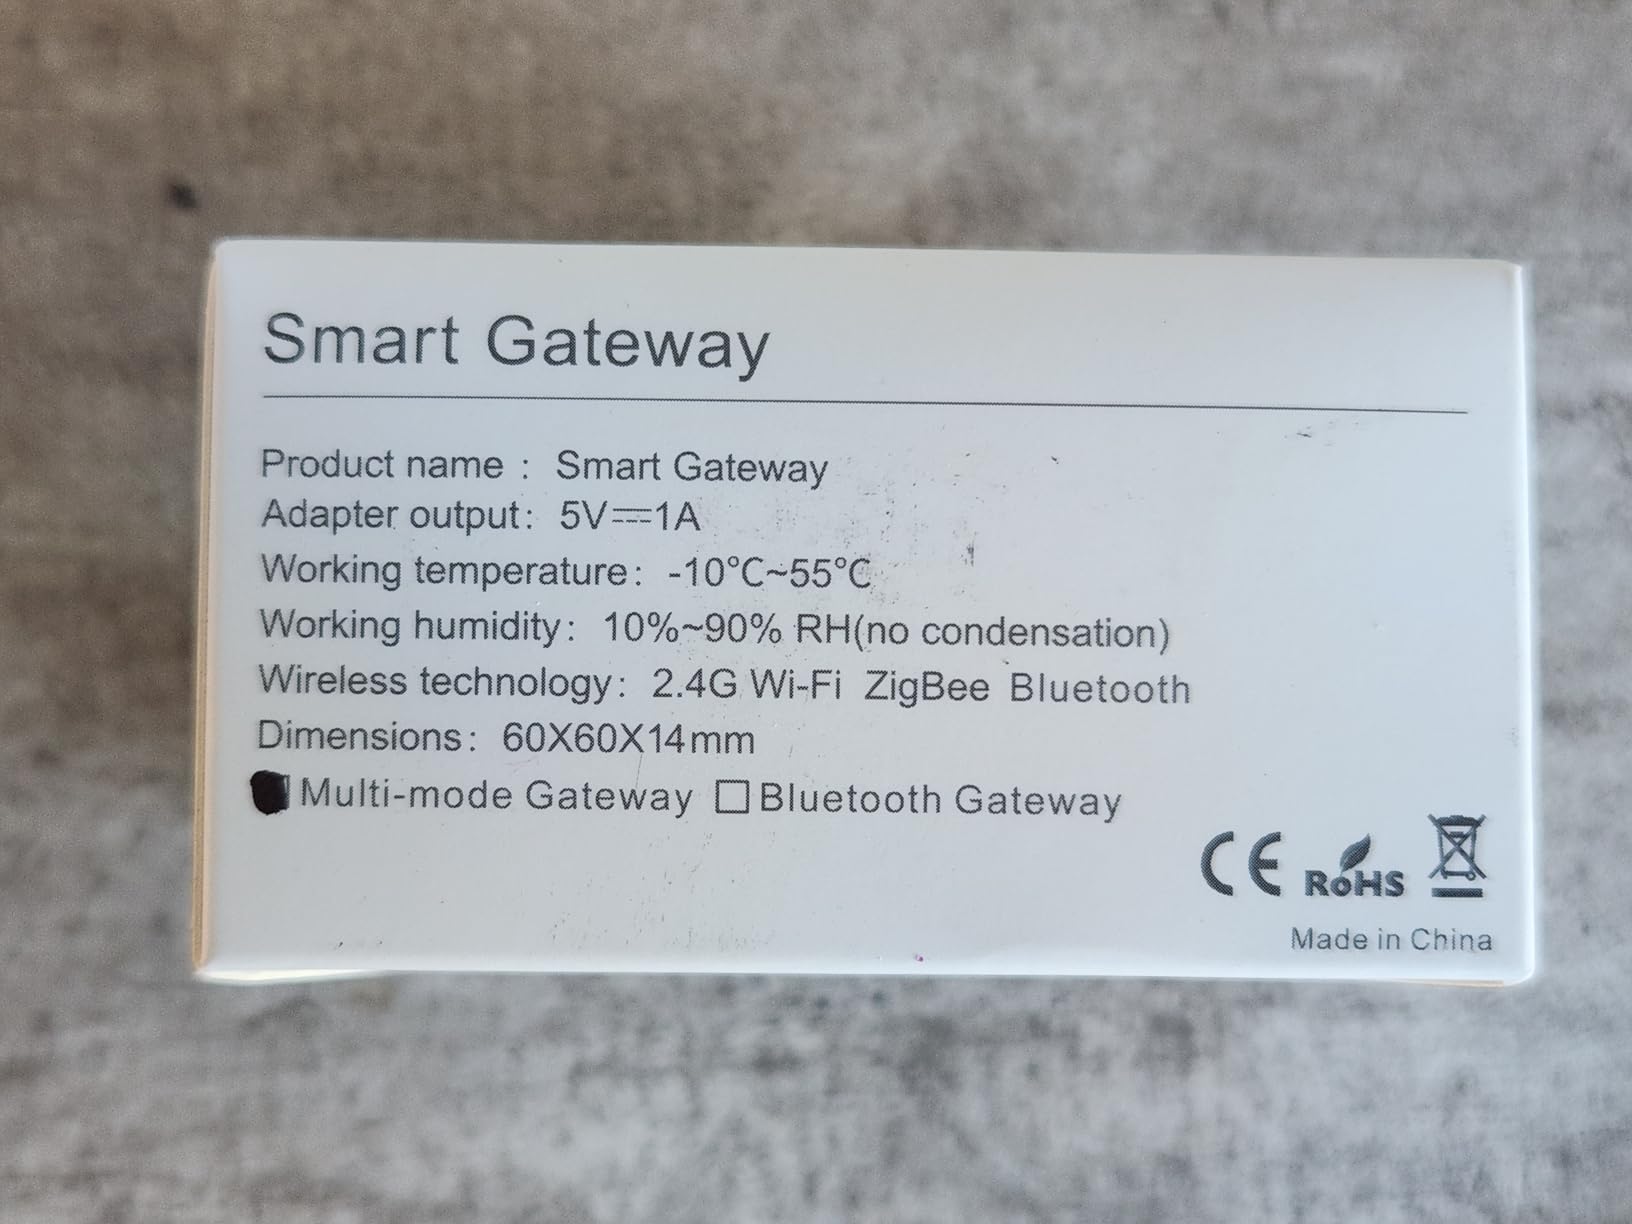 Smart Gateway
Product name : Smart Gateway
Adapter output: 5V⎓1A
Working temperature: -10°C~55°C
Working humidity: 10%~90% RH(no condensation)
Wireless technology: 2.4G Wi-Fi ZigBee Bluetooth
Dimensions: 60X60X14mm
Multi-mode Gateway □Bluetooth Gateway
CE RoHS
Made in China